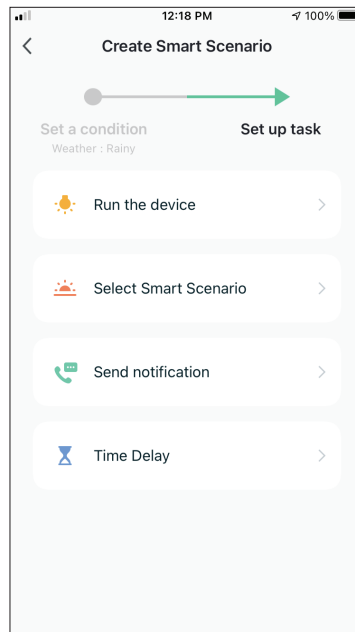 12:18 PM
100%
Create Smart Scenario
Set a condition
Set up task
Weather : Rainy
Run the device
Select Smart Scenario
Send notification
Time Delay